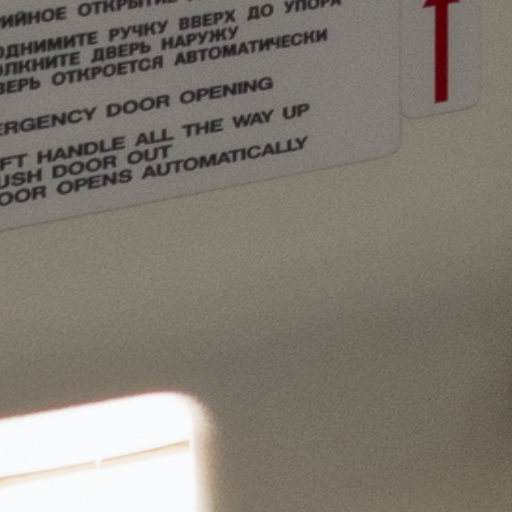 ИЙНОЕ ОТКРЫТИЕ
ОДНИМИТЕ РУЧКУ ВВЕРХ ДО УПОРА
ОЛКНИТЕ ДВЕРЬ НАРУЖУ
ВЕРЬ ОТКРОЕТСЯ АВТОМАТИЧЕСКИ
ERGENCY DOOR OPENING
FT HANDLE ALL THE WAY UP
USH DOOR OUT
OOR OPENS AUTOMATICALLY